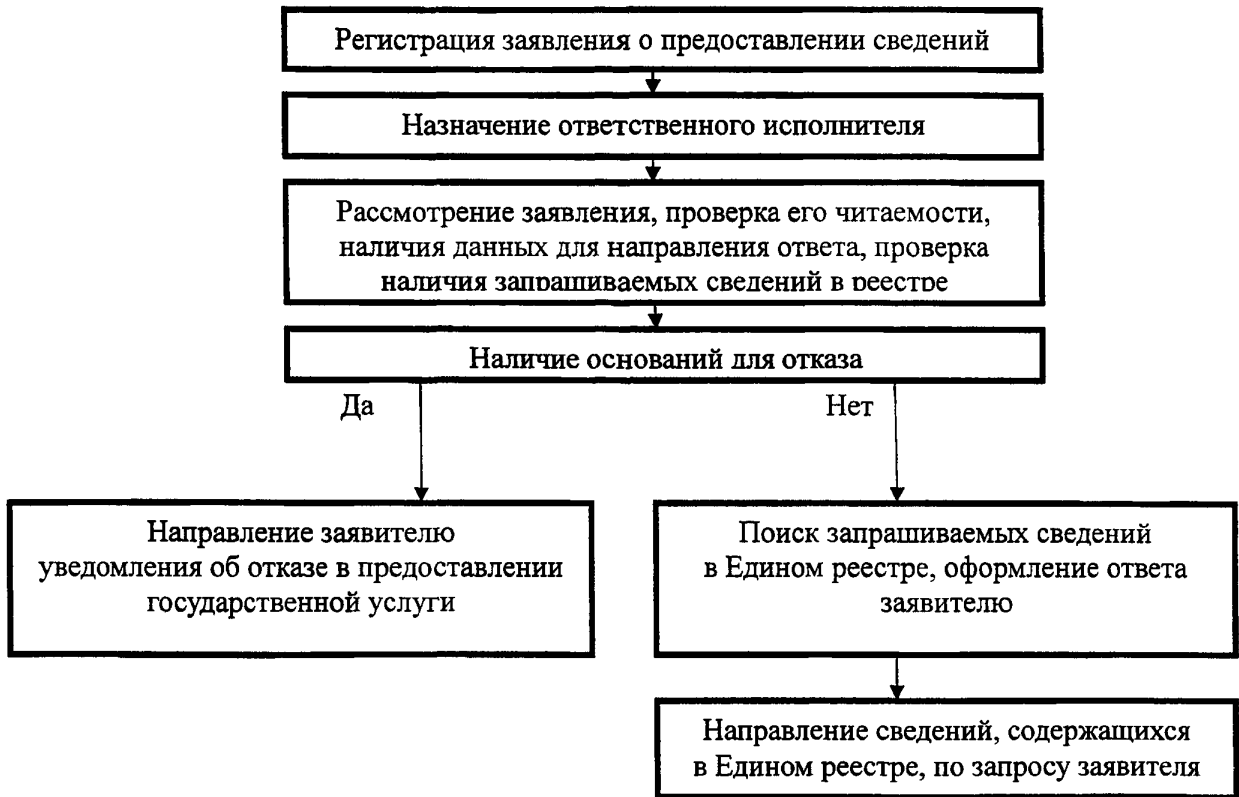 Регистрация заявления о предоставлении сведений
Назначение ответственного исполнителя
Рассмотрение заявления, проверка его читаемости,
наличия данных для направления ответа, проверка
наличия запрашиваемых сведений в реестре
Наличие оснований для отказа
Да
Нет
Направление заявителю
уведомления об отказе в предоставлении
государственной услуги
Поиск запрашиваемых сведений
в Едином реестре, оформление ответа
заявителю
Направление сведений, содержащихся
в Едином реестре, по запросу заявителя